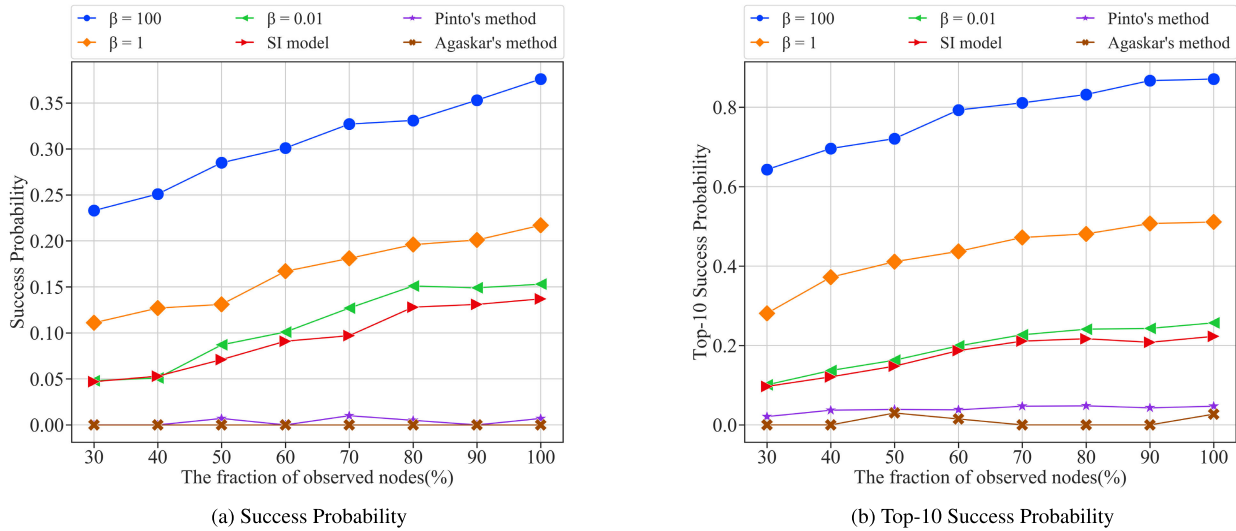 β = 100
β = 0.01
Pinto's method
β = 1
SI model
Agaskar's method
Success Probability
0.35
0.30
0.25
0.20
0.15
0.10
0.05
0.00
30 40 50 60 70 80 90 100
The fraction of observed nodes(%)
(a) Success Probability
β = 100
β = 0.01
Pinto's method
β = 1
SI model
Agaskar's method
Top-10 Success Probability
0.8
0.6
0.4
0.2
0.0
30 40 50 60 70 80 90 100
The fraction of observed nodes(%)
(b) Top-10 Success Probability